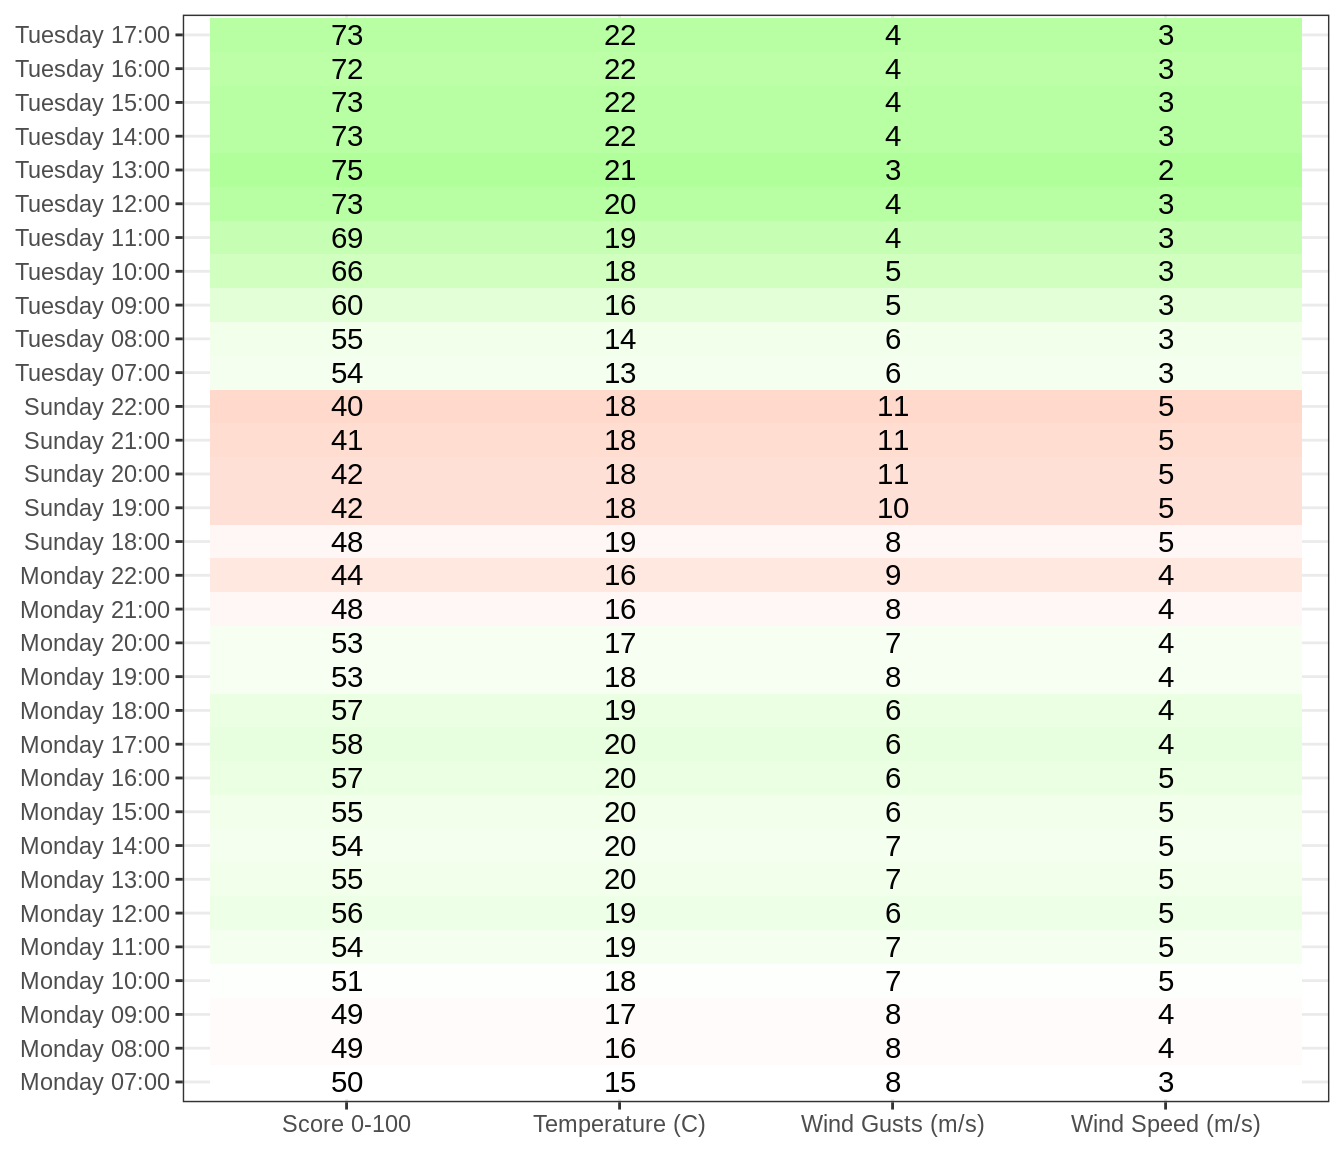 Tuesday 17:00 73 22 4 3
Tuesday 16:00 72 22 4 3
Tuesday 15:00 73 22 4 3
Tuesday 14:00 73 22 4 3
Tuesday 13:00 75 21 3 2
Tuesday 12:00 73 20 4 3
Tuesday 11:00 69 19 4 3
Tuesday 10:00 66 18 5 3
Tuesday 09:00 60 16 5 3
Tuesday 08:00 55 14 6 3
Tuesday 07:00 54 13 6 3
Sunday 22:00 40 18 11 5
Sunday 21:00 41 18 11 5
Sunday 20:00 42 18 11 5
Sunday 19:00 42 18 10 5
Sunday 18:00 48 19 8 5
Monday 22:00 44 16 9 4
Monday 21:00 48 16 8 4
Monday 20:00 53 17 7 4
Monday 19:00 53 18 8 4
Monday 18:00 57 19 6 4
Monday 17:00 58 20 6 4
Monday 16:00 57 20 6 5
Monday 15:00 55 20 6 5
Monday 14:00 54 20 7 5
Monday 13:00 55 20 7 5
Monday 12:00 56 19 6 5
Monday 11:00 54 19 7 5
Monday 10:00 51 18 7 5
Monday 09:00 49 17 8 4
Monday 08:00 49 16 8 4
Monday 07:00 50 15 8 3
Score 0-100 Temperature (C) Wind Gusts (m/s) Wind Speed (m/s)